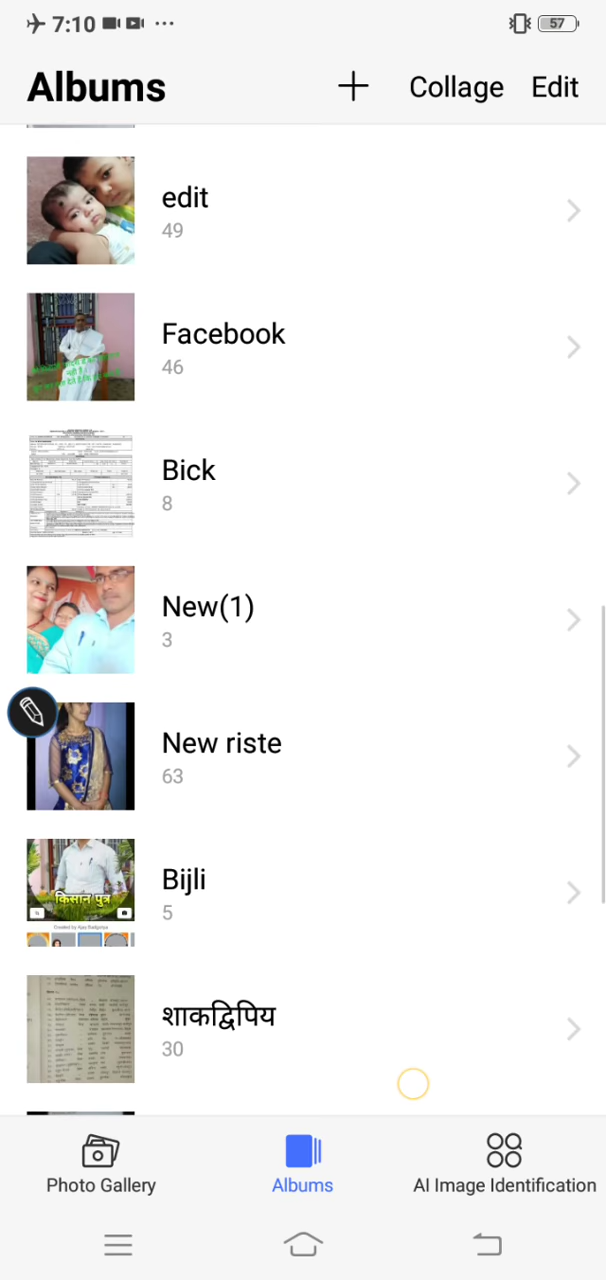 7:10
57
Albums
+ Collage Edit
edit
49
Facebook
46
Bick
8
New(1)
3
New riste
63
Bijli
5
किसान पुत्र
शाकद्विपिय
30
Photo Gallery
Albums
AI Image Identification